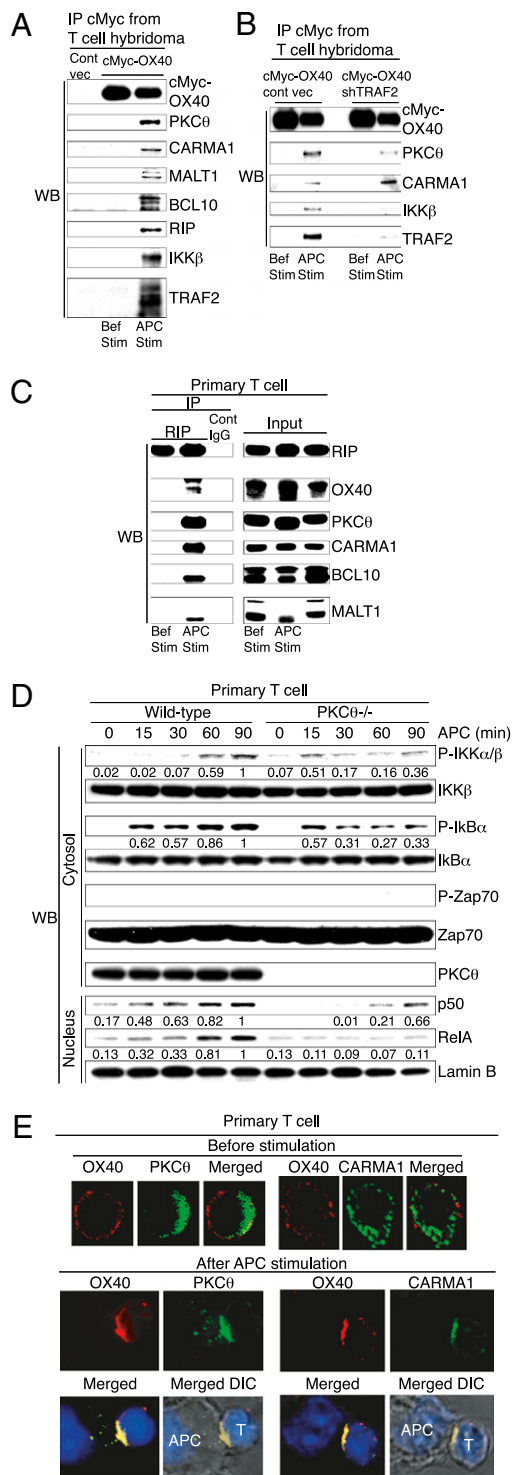 A
IP cMyc from
T cell hybridoma
Cont vec
cMyc-OX40
cMyc-OX40
PKCθ
CARMA1
MALT1
BCL10
RIP
IKKβ
TRAF2
WB
Bef Stim
APC Stim
B
IP cMyc from
T cell hybridoma
cMyc-OX40 cont vec
cMyc-OX40 shTRAF2
cMyc-OX40
PKCθ
CARMA1
IKKβ
TRAF2
WB
Bef Stim
APC Stim
Bef Stim
APC Stim
C
Primary T cell
IP
RIP
Cont IgG
Input
RIP
OX40
PKCθ
CARMA1
BCL10
MALT1
WB
Bef Stim
APC Stim
Bef Stim
APC Stim
D
Primary T cell
Wild-type PKCθ-/-
0 15 30 60 90 0 15 30 60 90 APC (min)
P-IKKα/β
0.02 0.02 0.07 0.59 1 0.07 0.51 0.17 0.16 0.36
IKKβ
P-IkBα
0.62 0.57 0.86 1 0.57 0.31 0.27 0.33
IkBα
P-Zap70
Zap70
PKCθ
p50
0.17 0.48 0.63 0.82 1 0.01 0.21 0.66
RelA
0.13 0.32 0.33 0.81 1 0.13 0.11 0.09 0.07 0.11
Lamin B
WB
Cytosol
Nucleus
E
Primary T cell
Before stimulation
OX40 PKCθ Merged OX40 CARMA1 Merged
After APC stimulation
OX40 PKCθ OX40 CARMA1
Merged Merged DIC Merged Merged DIC
APC T APC T